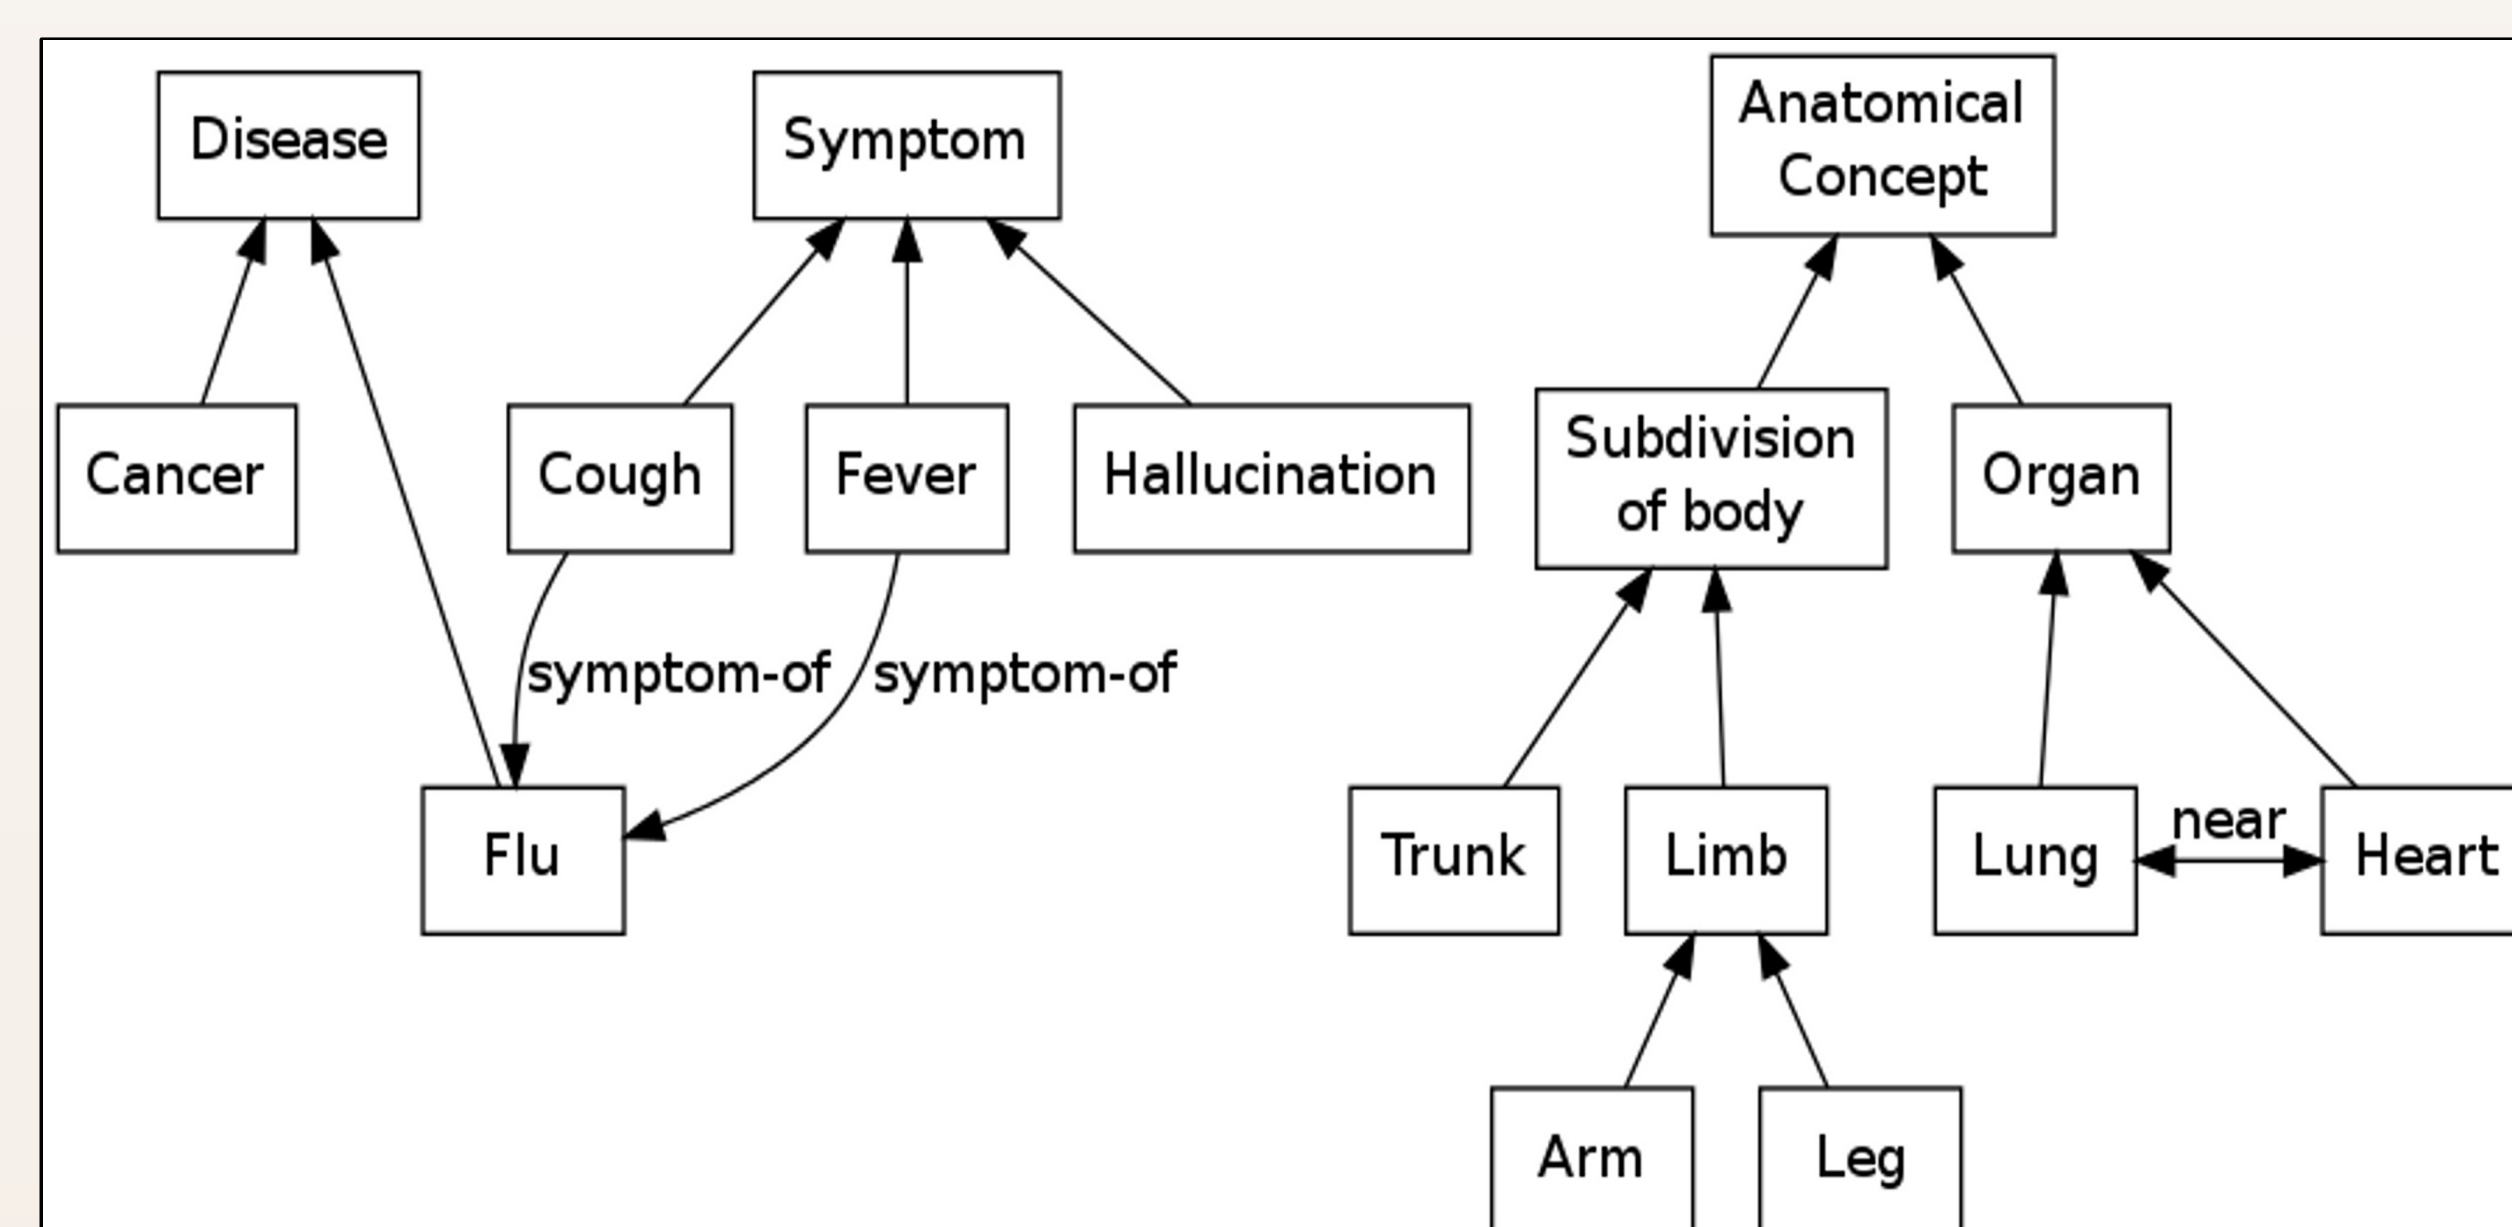 Disease
Symptom
Anatomical
Concept
Cancer
Cough
Fever
Hallucination
Subdivision
of body
Organ
symptom-of
symptom-of
Flu
Trunk
Limb
Lung
near
Heart
Arm
Leg